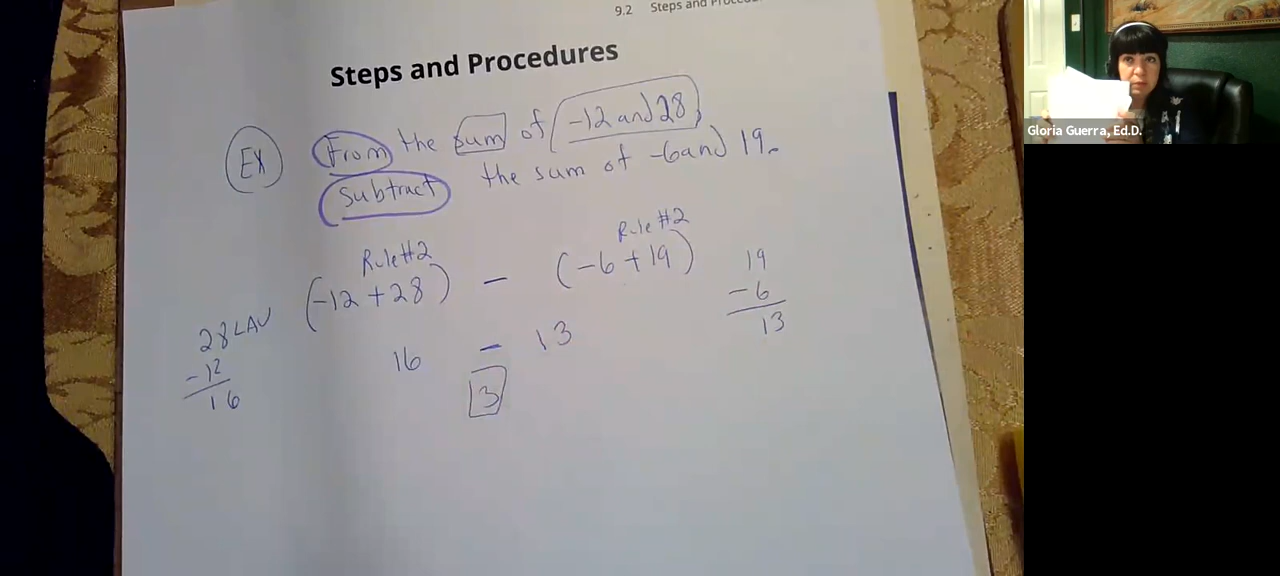 9.2 Steps and
Steps and Procedures
EX From the sum of (-12 and 28)
Subtract the sum of -6 and 19.
Rule #2 Rule #2
(-12 + 28) - (-6 + 19)
28 LAV
-12
16
19
-6
13
16 - 13
3
Gloria Guerra, Ed.D.